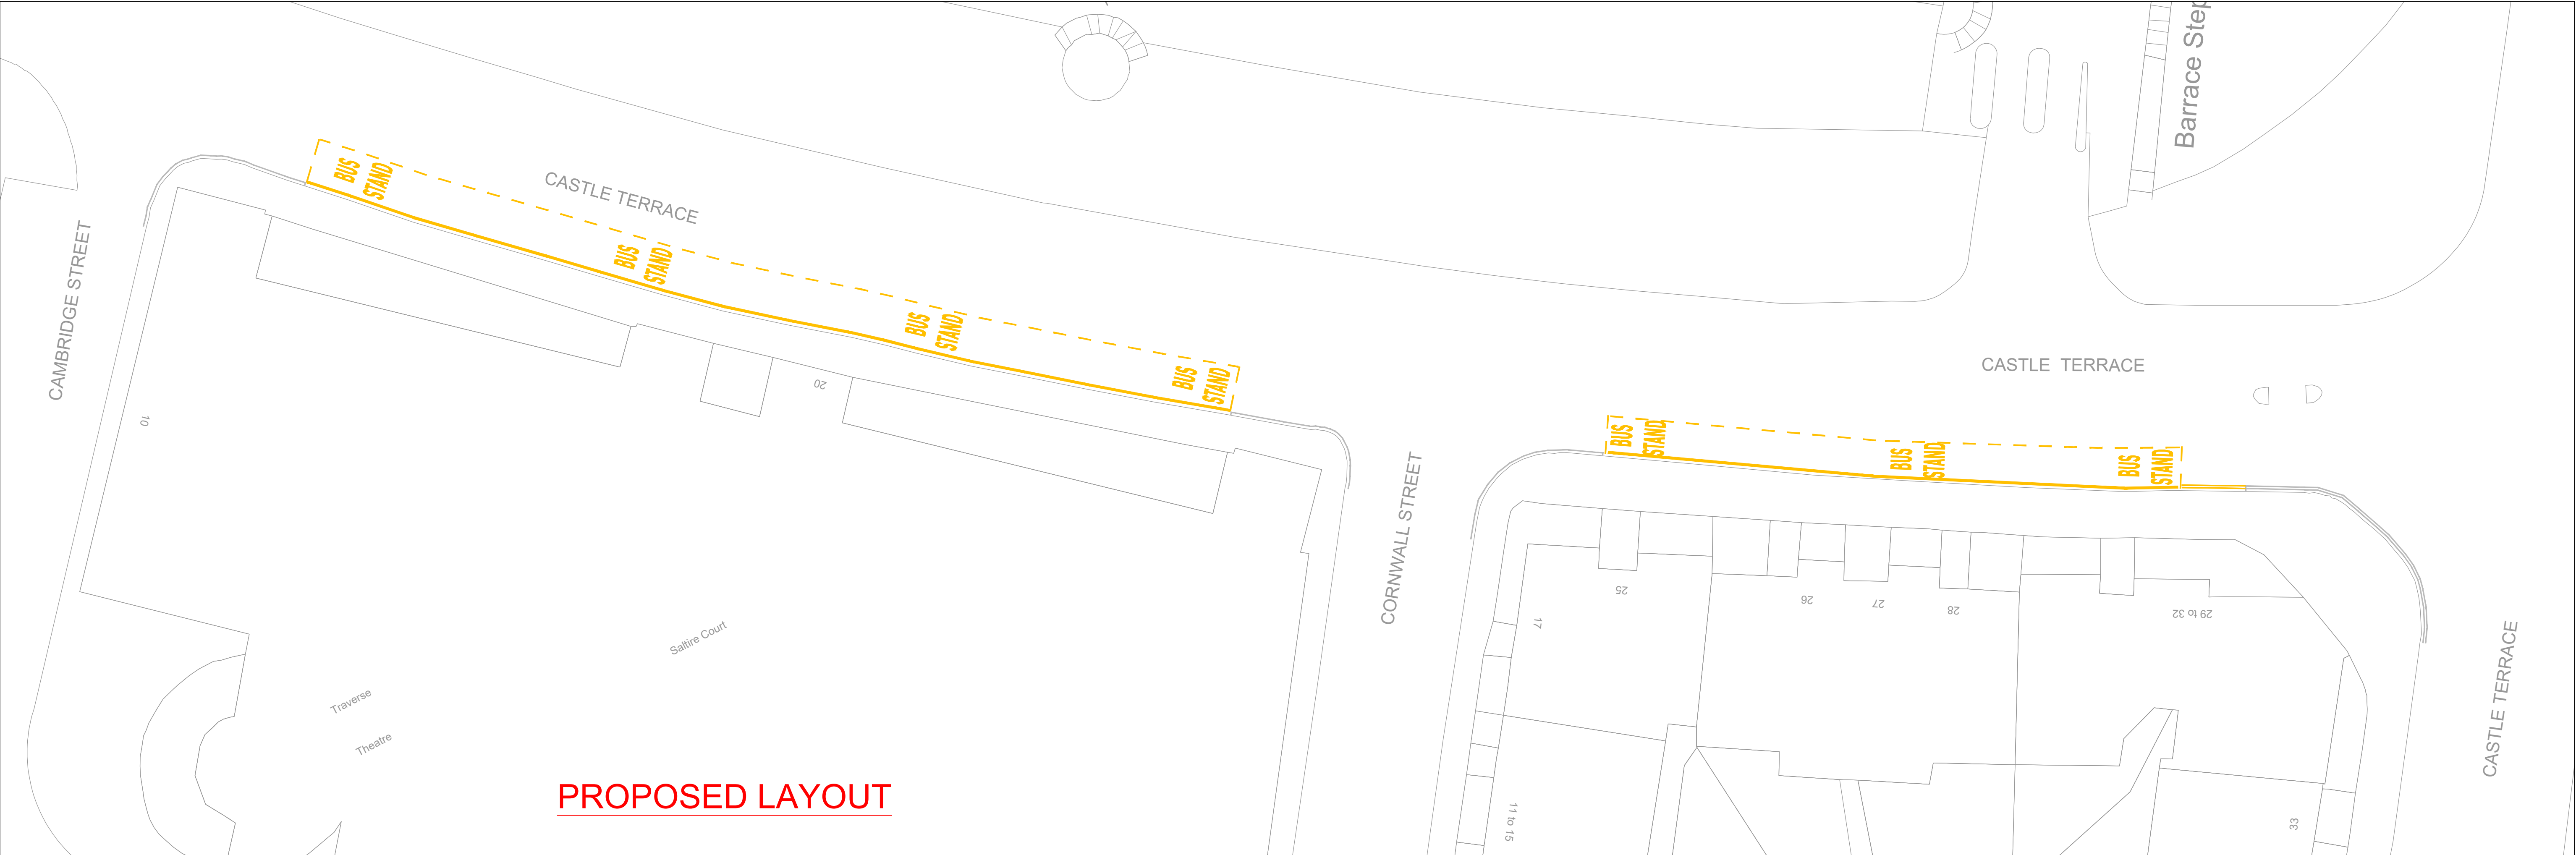 Barrace Step
CASTLE TERRACE
BUS
STAND
BUS
STAND
BUS
STAND
BUS
STAND
CAMBRIDGE STREET
10
20
CASTLE TERRACE
BUS
STAND
BUS
STAND
BUS
STAND
CORNWALL STREET
25
26
27
28
29 to 32
17
Saltire Court
Traverse
Theatre
CASTLE TERRACE
PROPOSED LAYOUT
11 to 15
33